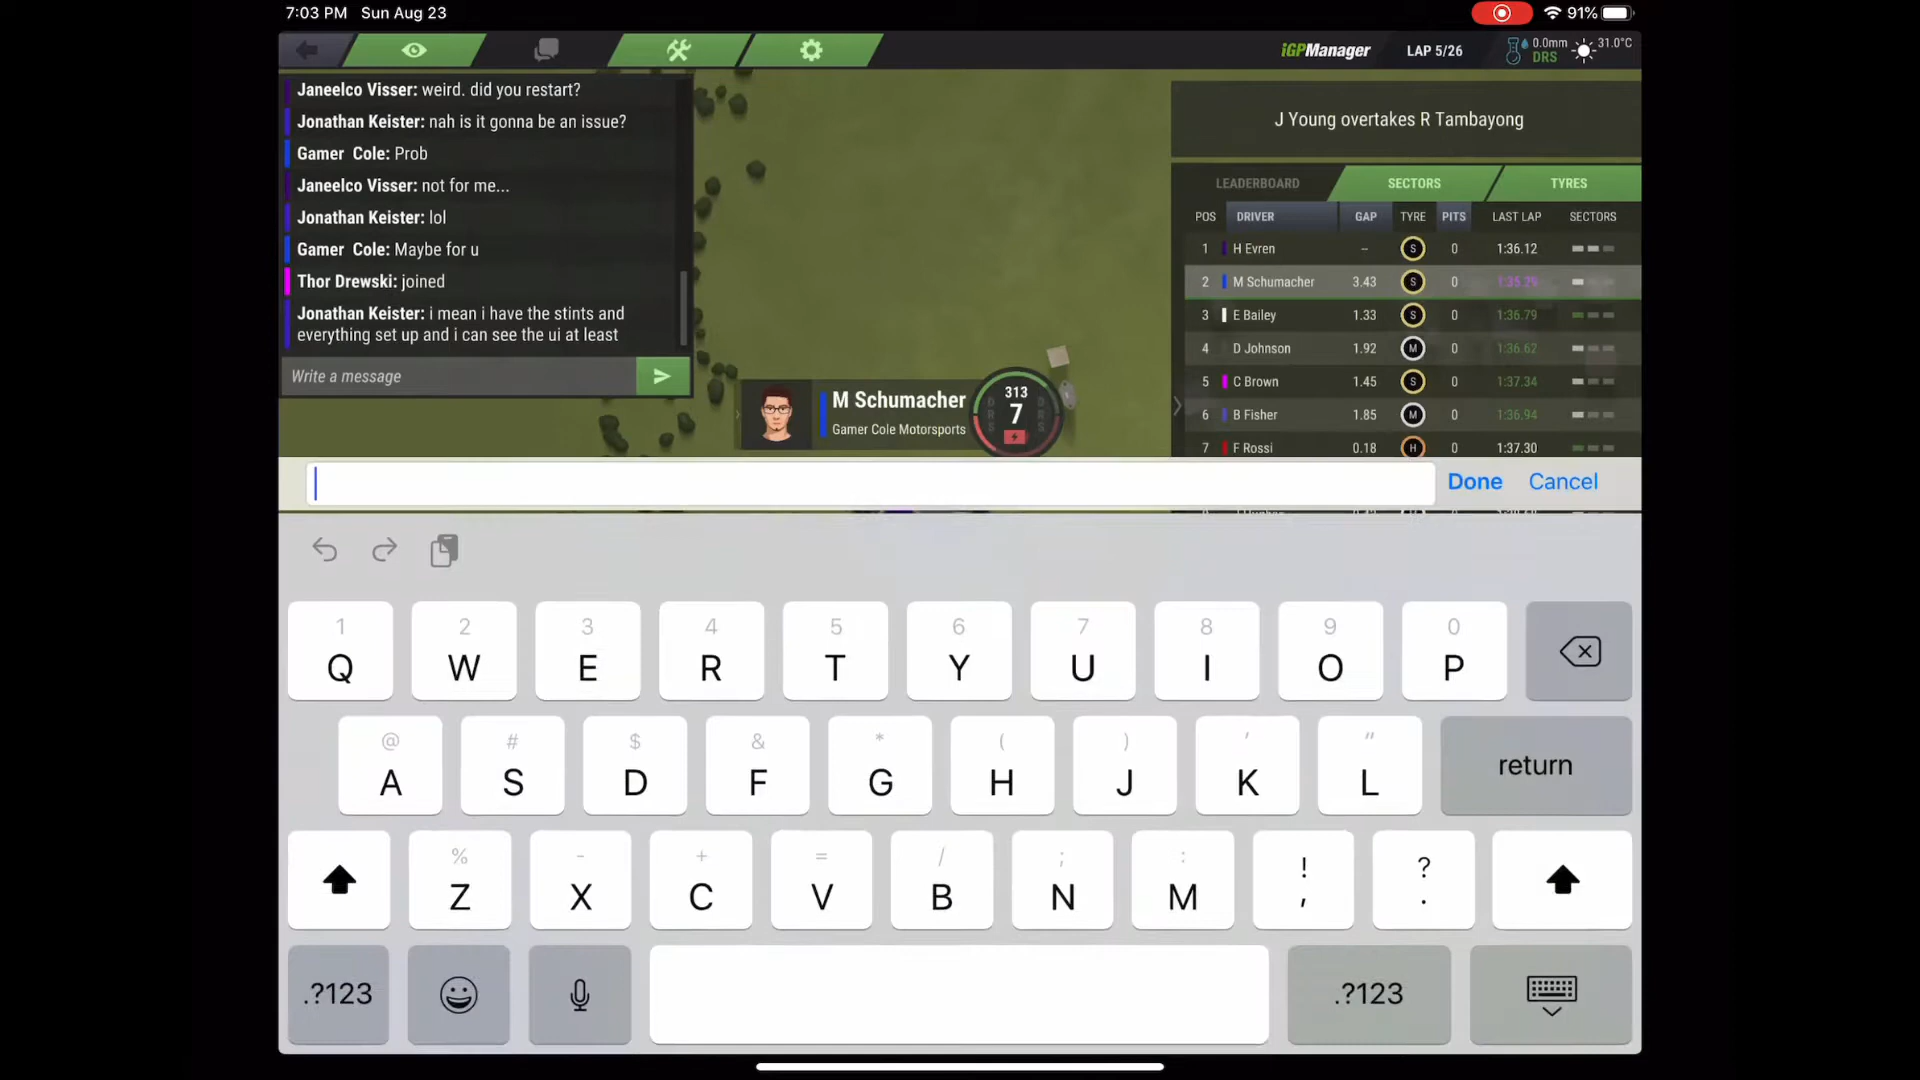 7:03 PM Sun Aug 23
91%
iGPManager
LAP 5/26
0.0mm
DRS
31.0°C
Janeelco Visser: weird. did you restart?
Jonathan Keister: nah is it gonna be an issue?
Gamer Cole: Prob
Janeelco Visser: not for me...
Jonathan Keister: lol
Gamer Cole: Maybe for u
Thor Drewski: joined
Jonathan Keister: i mean i have the stints and
everything set up and i can see the ui at least
Write a message
M Schumacher
Gamer Cole Motorsports
313
7
DRS
DRS
J Young overtakes R Tambayong
LEADERBOARD SECTORS TYRES
POS DRIVER GAP TYRE PITS LAST LAP SECTORS
1 H Evren -- S 0 1:36.12
2 M Schumacher 3.43 S 0 1:35.29
3 E Bailey 1.33 S 0 1:36.79
4 D Johnson 1.92 M 0 1:36.62
5 C Brown 1.45 S 0 1:37.34
6 B Fisher 1.85 M 0 1:36.94
7 F Rossi 0.18 H 0 1:37.30
Done Cancel
1 2 3 4 5 6 7 8 9 0
Q W E R T Y U I O P
@ # $ & * ( ) ' "
A S D F G H J K L return
% - + = / ; : ! ?
Z X C V B N M , .
.?123 .?123